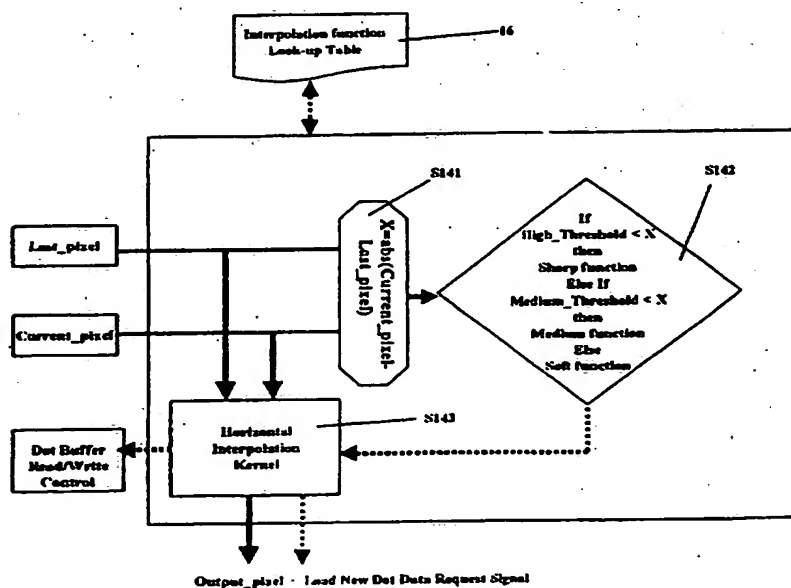 Interpolation function
Look-up Table
16
S141
S142
Last_pixel
X=abs(Current_pixel-
Last_pixel)
If
High_Threshold < X
then
Sharp function
Else If
Medium_Threshold < X
then
Medium function
Else
Soft function
Current_pixel
Horizontal
Interpolation
Kernel
S143
Dot Buffer
Read/Write
Control
Output_pixel - Load New Dot Data Request Signal